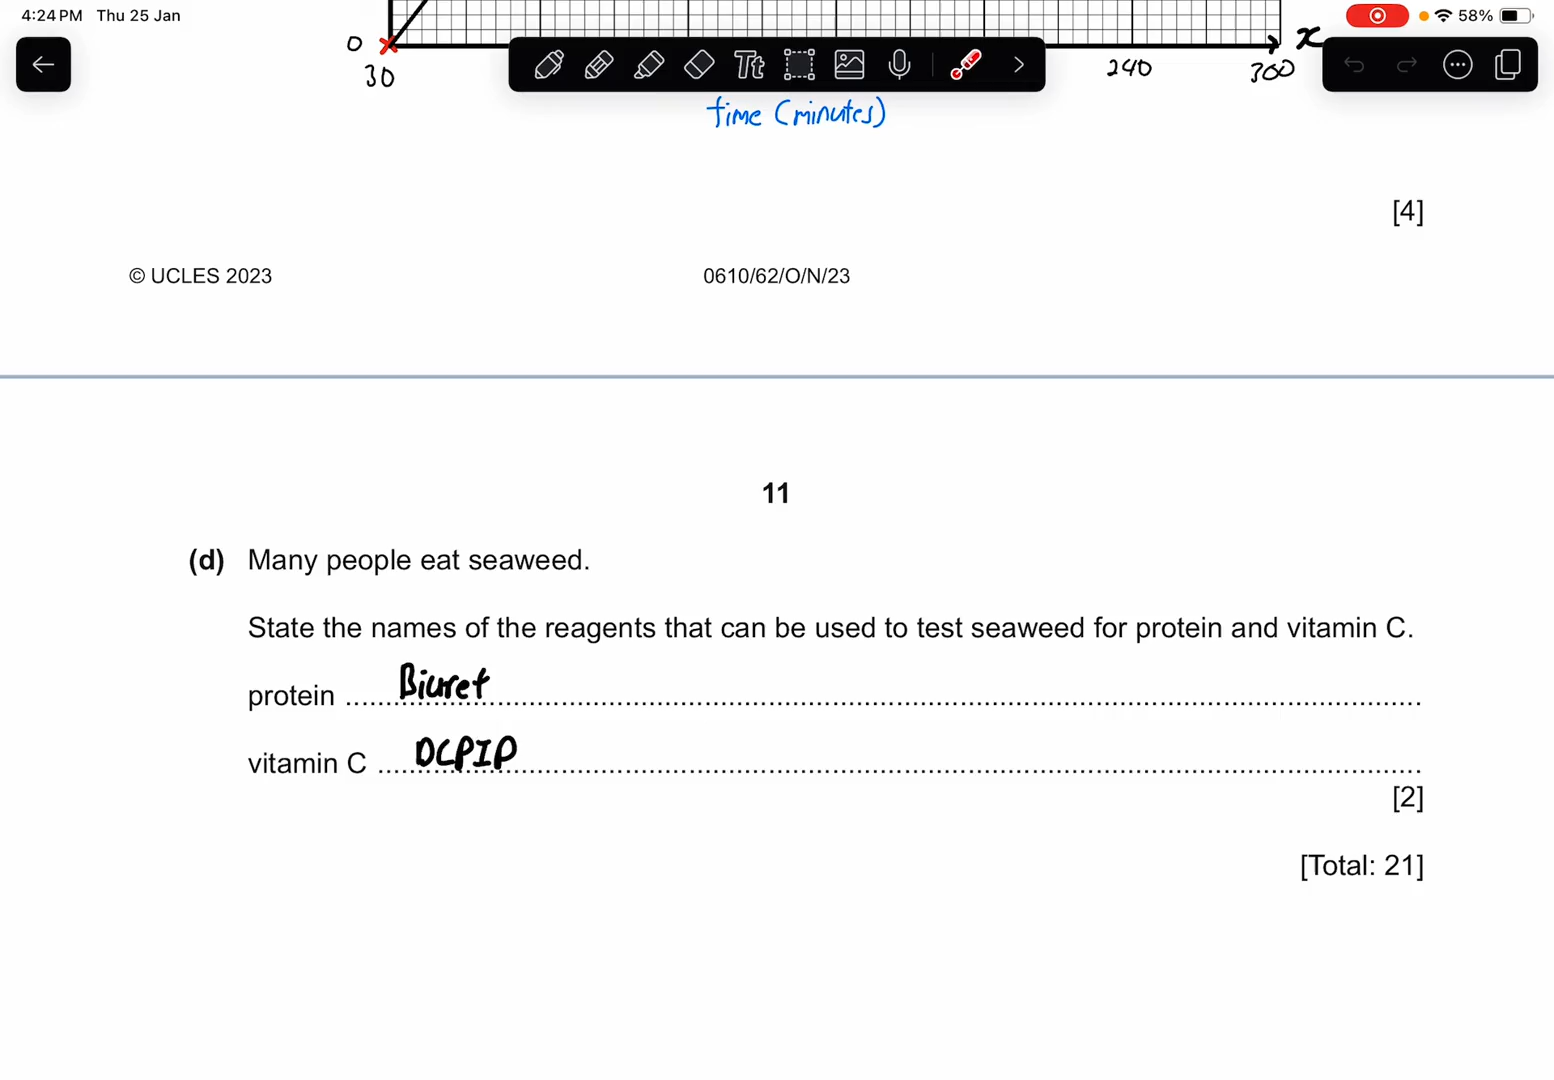 4:24 PM Thu 25 Jan
58%
0
x
30
240
300
Tt
time (minutes)
[4]
© UCLES 2023
0610/62/O/N/23
11
(d) Many people eat seaweed.
State the names of the reagents that can be used to test seaweed for protein and vitamin C.
protein Biuret
vitamin C DCPIP
[2]
[Total: 21]